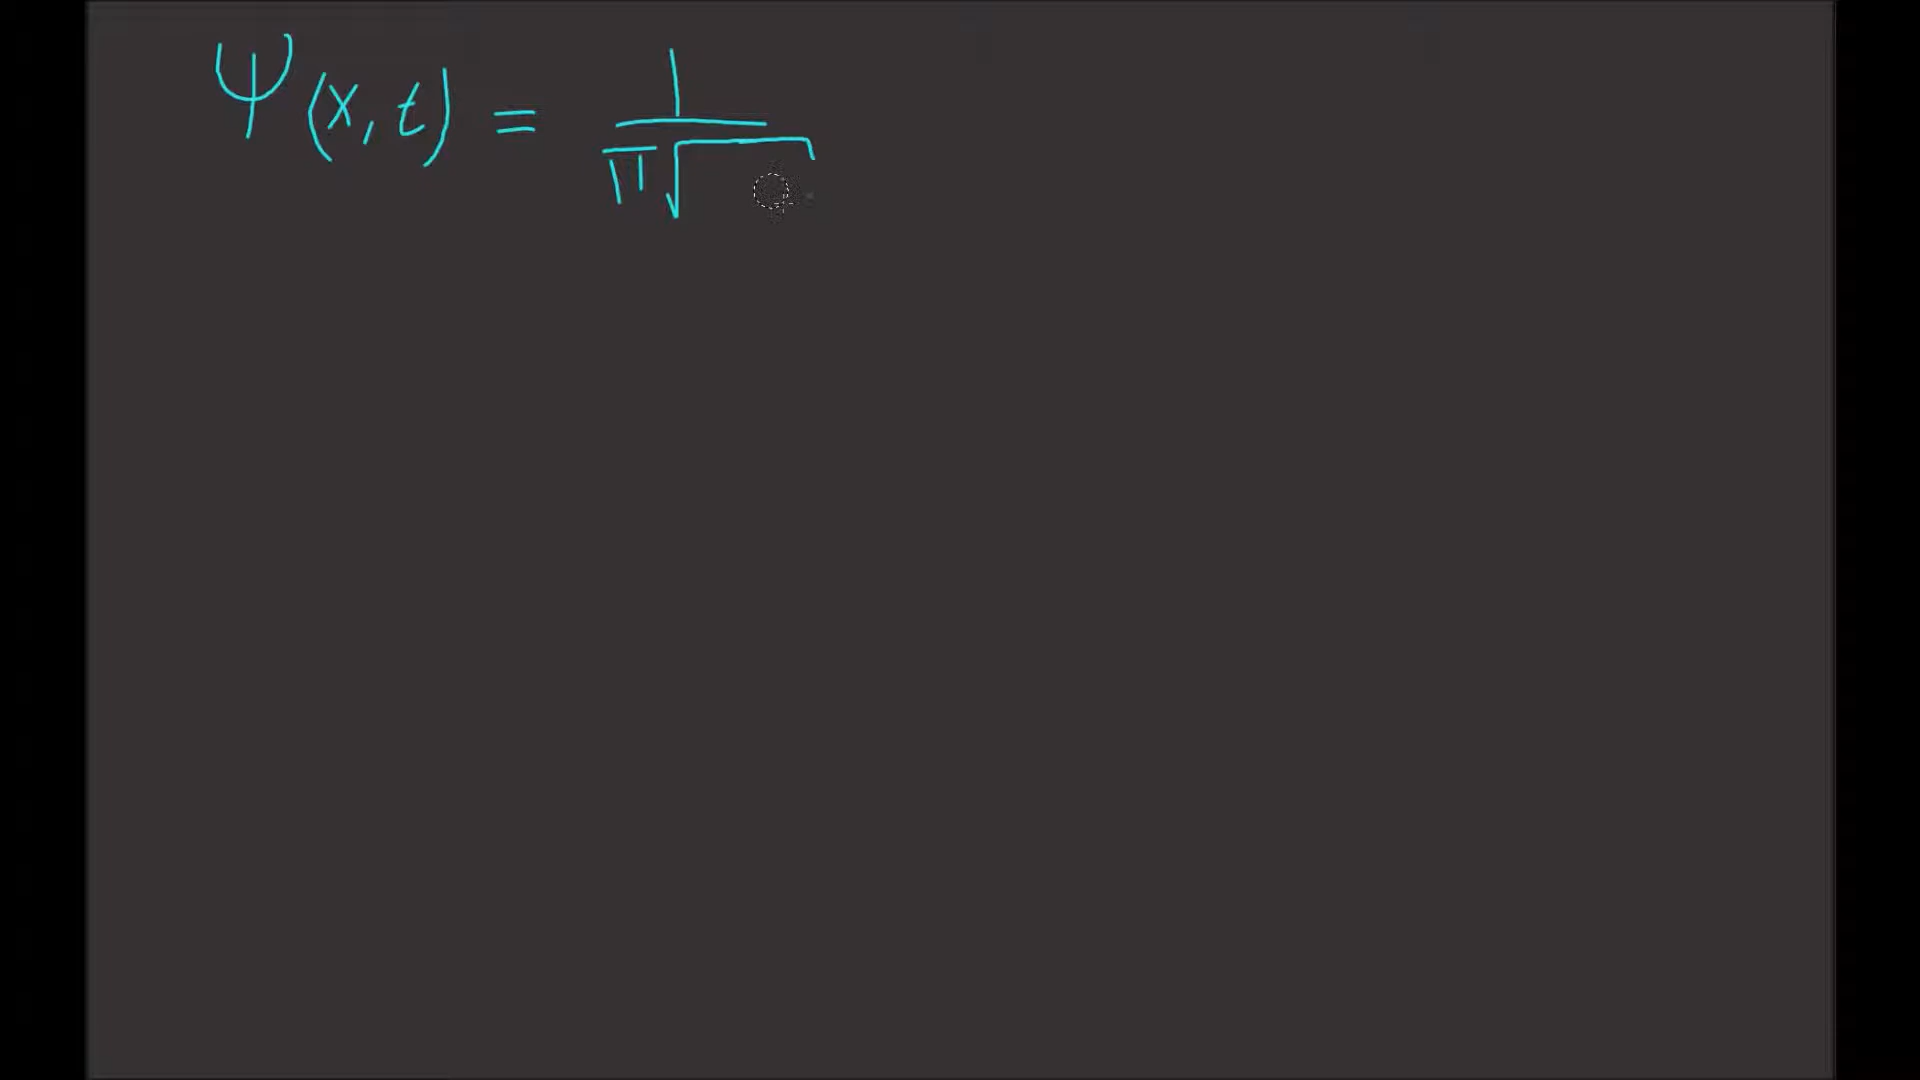 Ψ(x, t) = 1/π√